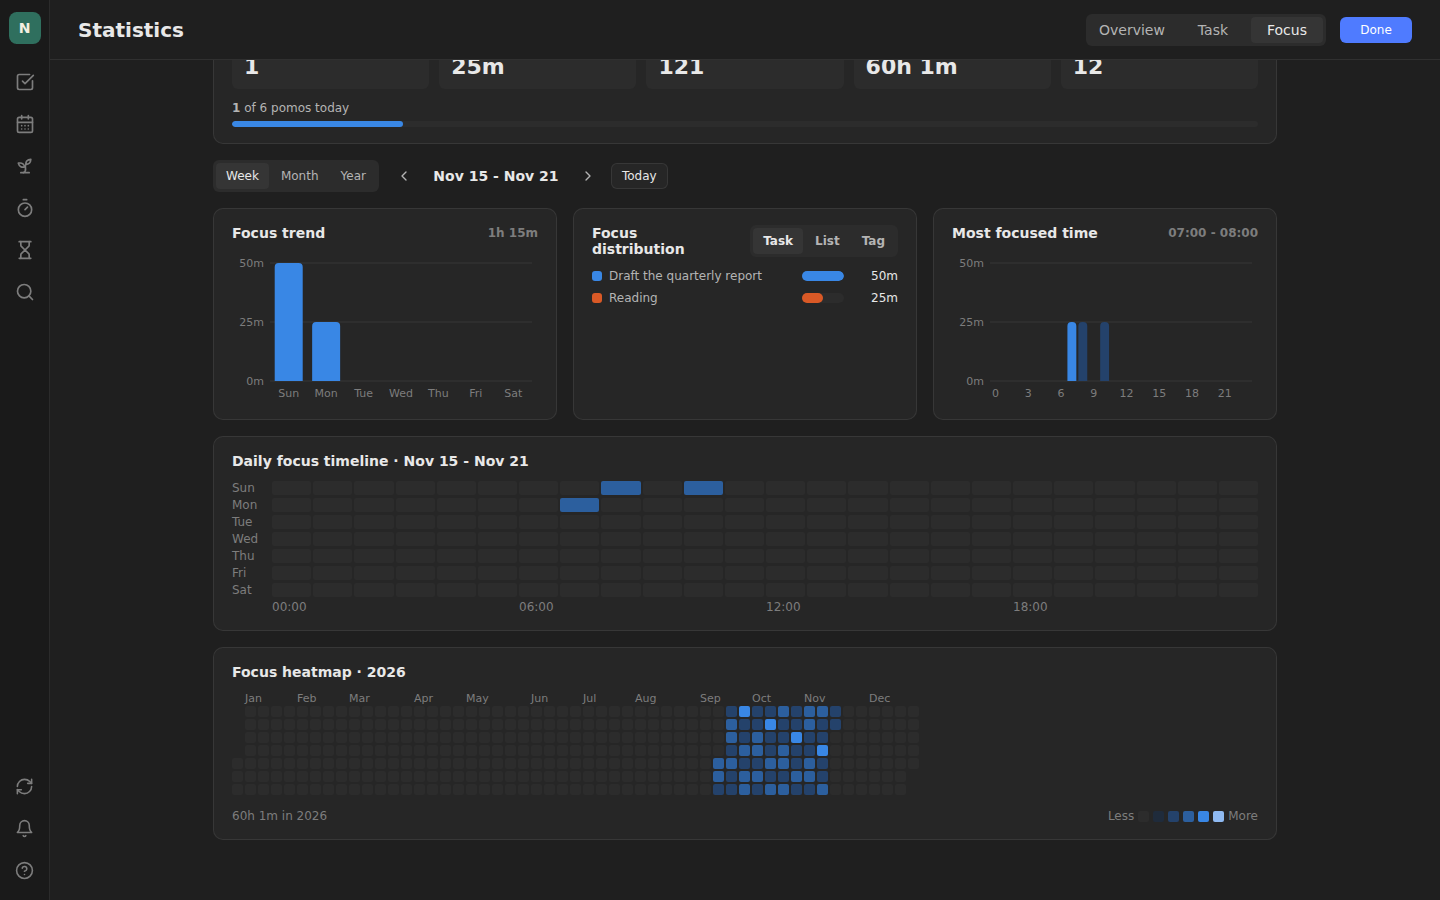 N
Statistics
Overview Task Focus Done
1 25m 121 60h 1m 12
1 of 6 pomos today
Week Month Year Nov 15 - Nov 21 Today
Focus trend 1h 15m
50m
25m
0m
Sun Mon Tue Wed Thu Fri Sat
Focus distribution Task List Tag
Draft the quarterly report 50m
Reading 25m
Most focused time 07:00 - 08:00
50m
25m
0m
0 3 6 9 12 15 18 21
Daily focus timeline · Nov 15 - Nov 21
Sun
Mon
Tue
Wed
Thu
Fri
Sat
00:00 06:00 12:00 18:00
Focus heatmap · 2026
Jan Feb Mar Apr May Jun Jul Aug Sep Oct Nov Dec
60h 1m in 2026 Less More